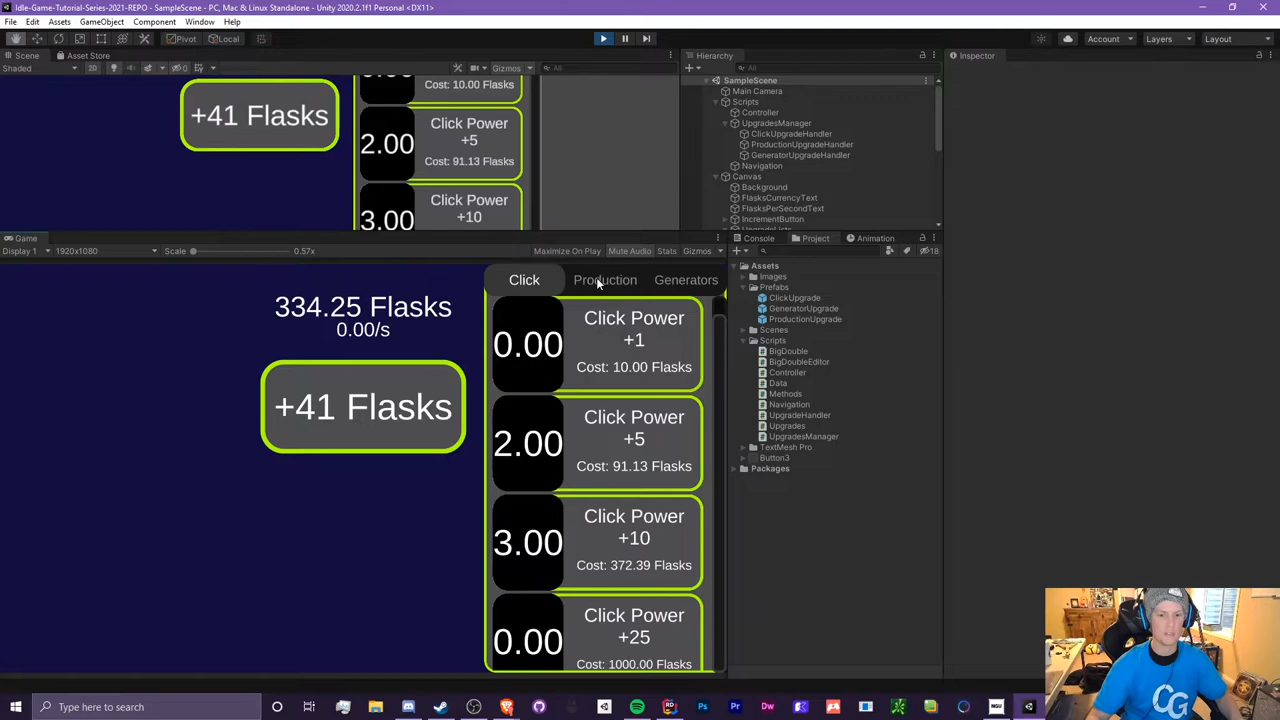 Idle-Game-Tutorial-Series-2021-REPO - SampleScene - PC, Mac & Linux Standalone - Unity 2020.2.1f1 Personal <DX11>
File Edit Assets GameObject Component Window Help
Pivot Local Account Layers Layout
Scene Asset Store
Shaded 2D 0 Gizmos All
+41 Flasks
Cost: 10.00 Flasks
2.00 Click Power
+5
Cost: 91.13 Flasks
3.00 Click Power
+10
Hierarchy
All
SampleScene
Main Camera
Scripts
Controller
UpgradesManager
ClickUpgradeHandler
ProductionUpgradeHandler
GeneratorUpgradeHandler
Navigation
Canvas
Background
FlasksCurrencyText
FlasksPerSecondText
IncrementButton
Inspector
Game
Display 1 1920x1080 Scale 0.57x Maximize On Play Mute Audio Stats Gizmos
Click Production Generators
334.25 Flasks
0.00/s
+41 Flasks
0.00 Click Power
+1
Cost: 10.00 Flasks
2.00 Click Power
+5
Cost: 91.13 Flasks
3.00 Click Power
+10
Cost: 372.39 Flasks
0.00 Click Power
+25
Cost: 1000.00 Flasks
Console Project Animation
18
Assets
Images
Prefabs
ClickUpgrade
GeneratorUpgrade
ProductionUpgrade
Scenes
Scripts
BigDouble
BigDoubleEditor
Controller
Data
Methods
Navigation
UpgradeHandler
Upgrades
UpgradesManager
TextMesh Pro
Button3
Packages
CG
Type here to search